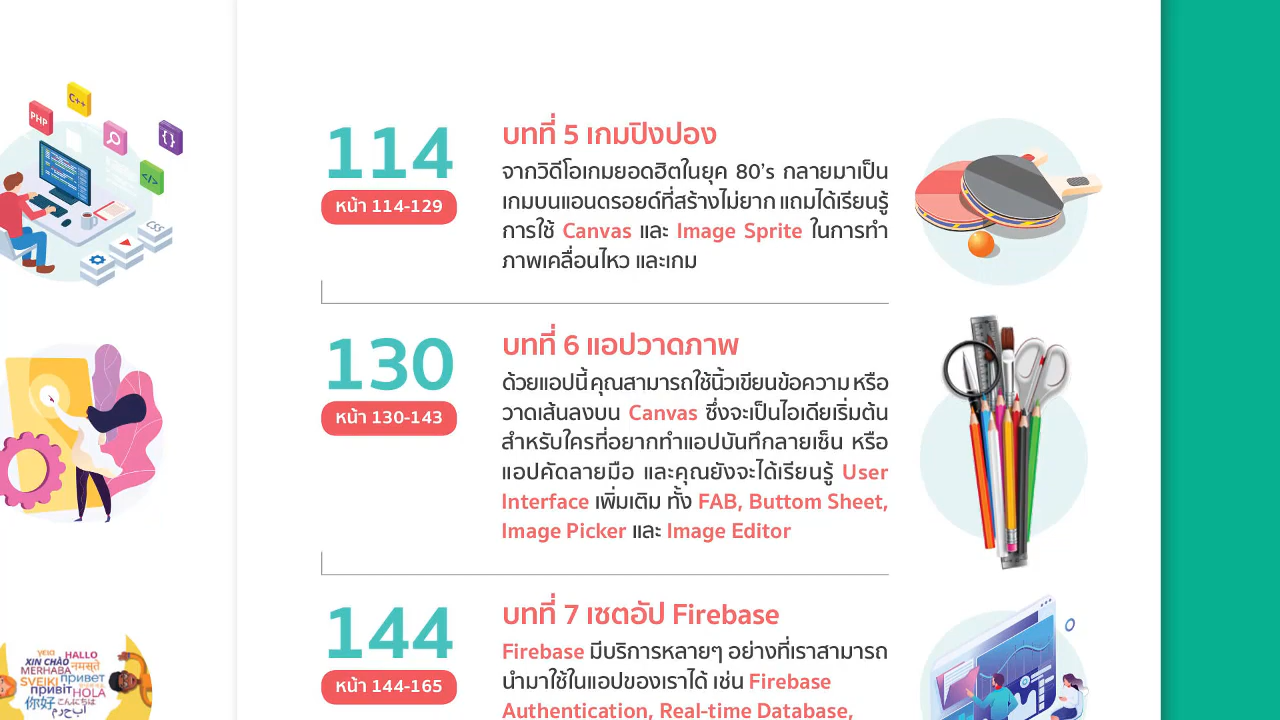 C++
PHP
{}
</>
CSS
YEIA
XIN CHÀO HALLO
MERHABA नमस्ते
SVEIKI привет
привіт HOLA
你好 こんにちは
114
หน้า 114-129
บทที่ 5 เกมปิงปอง
จากวิดีโอเกมยอดฮิตในยุค 80’s กลายมาเป็น
เกมบนแอนดรอยด์ที่สร้างไม่ยาก แถมได้เรียนรู้
การใช้ Canvas และ Image Sprite ในการทำ
ภาพเคลื่อนไหว และเกม
130
หน้า 130-143
บทที่ 6 แอปวาดภาพ
ด้วยแอปนี้ คุณสามารถใช้นิ้วเขียนข้อความ หรือ
วาดเส้นลงบน Canvas ซึ่งจะเป็นไอเดียเริ่มต้น
สำหรับใครที่อยากทำแอปบันทึกลายเซ็น หรือ
แอปคัดลายมือ และคุณยังจะได้เรียนรู้ User
Interface เพิ่มเติม ทั้ง FAB, Buttom Sheet,
Image Picker และ Image Editor
144
หน้า 144-165
บทที่ 7 เซตอัป Firebase
Firebase มีบริการหลายๆ อย่างที่เราสามารถ
นำมาใช้ในแอปของเราได้ เช่น Firebase
Authentication, Real-time Database,